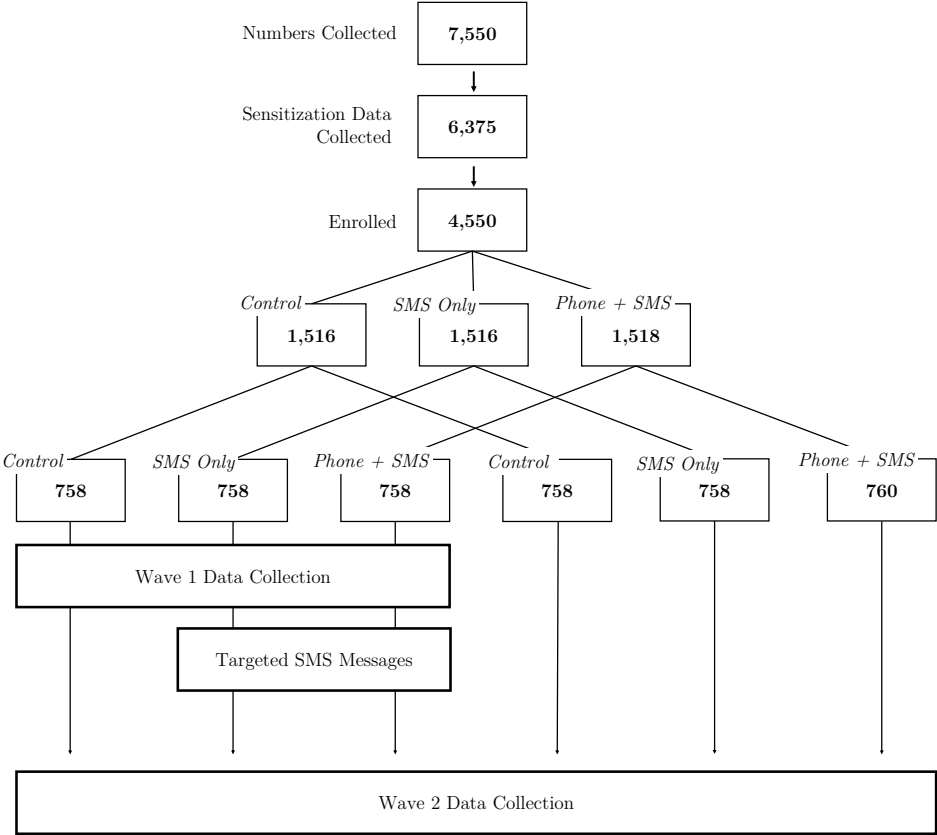 Numbers Collected
7,550
Sensitization Data
Collected
6,375
Enrolled
4,550
Control
SMS Only
Phone + SMS
1,516
1,516
1,518
Control
SMS Only
Phone + SMS
Control
SMS Only
Phone + SMS
758
758
758
758
758
760
Wave 1 Data Collection
Targeted SMS Messages
Wave 2 Data Collection